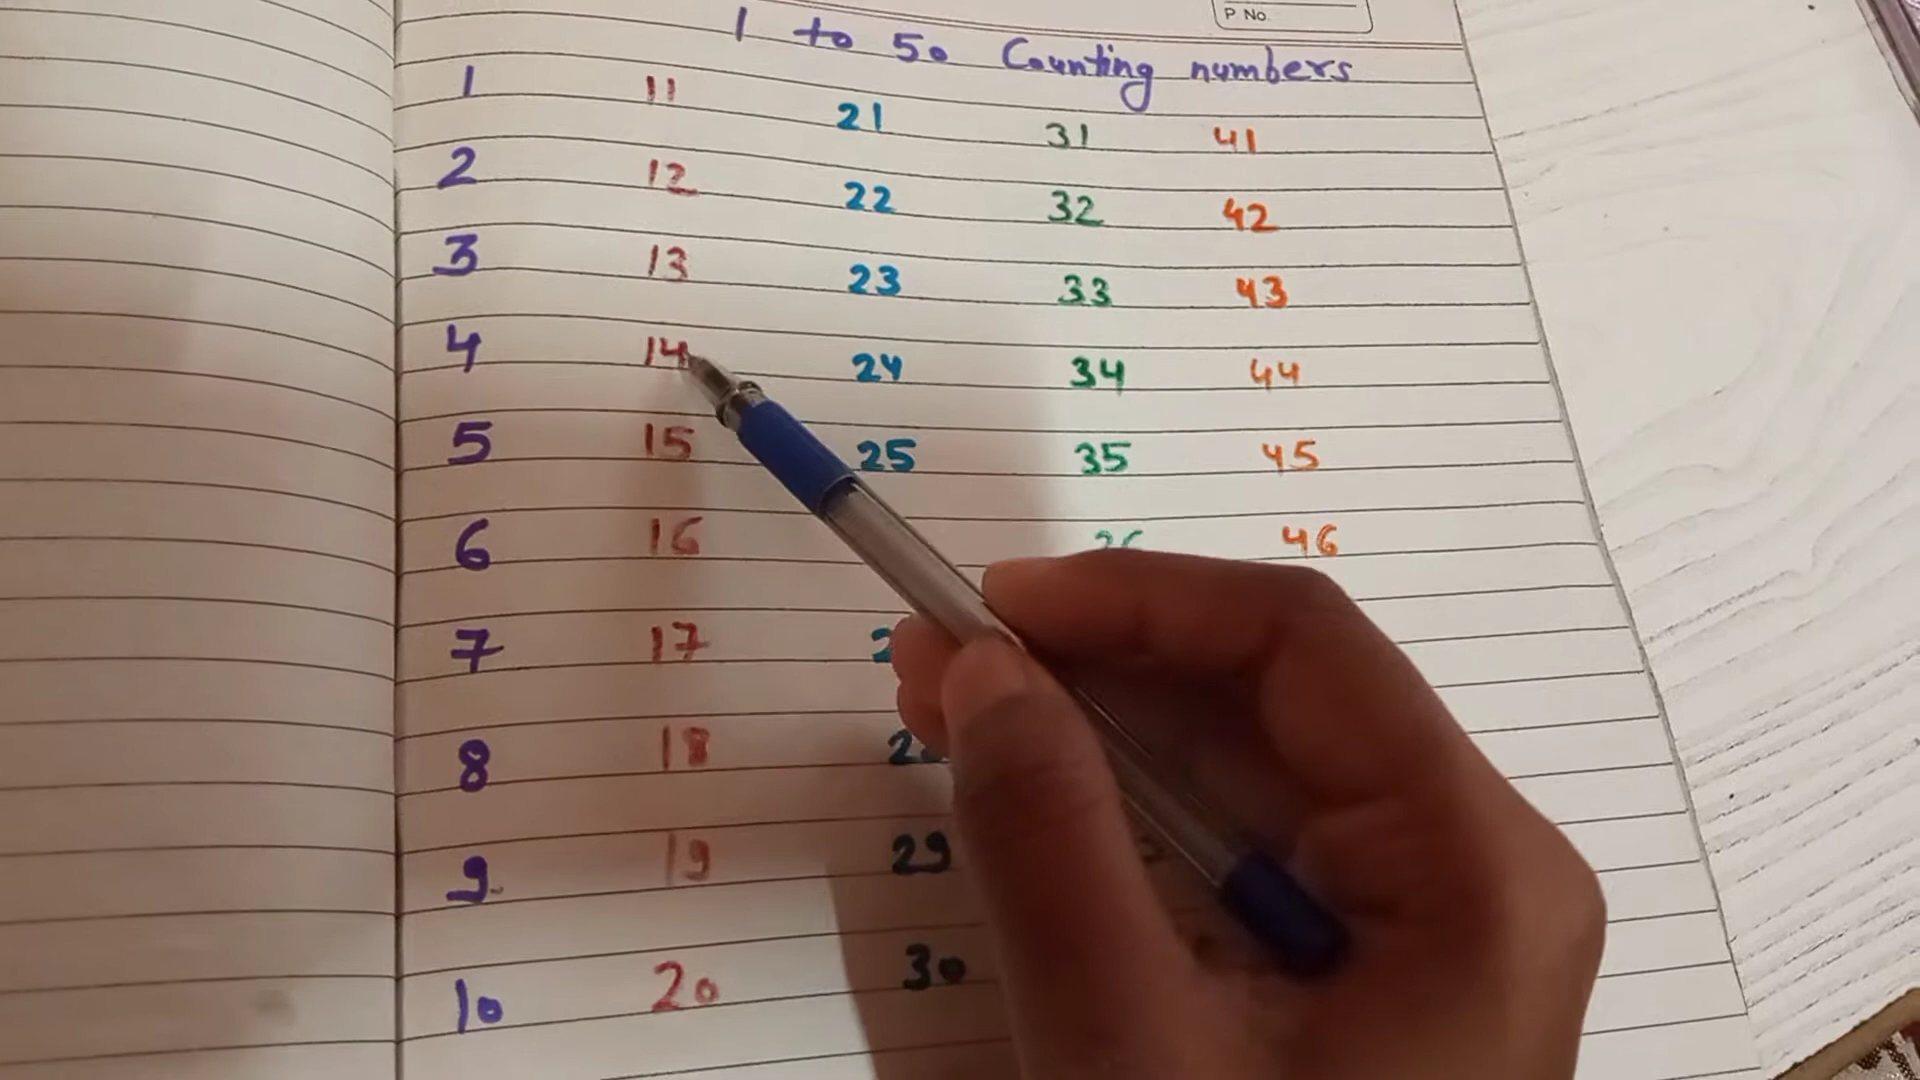 P No.
1 to 50 Counting numbers
1 11 21 31 41
2 12 22 32 42
3 13 23 33 43
4 14 24 34 44
5 15 25 35 45
6 16 46
7 17
8 18
9 19 29
10 20 30